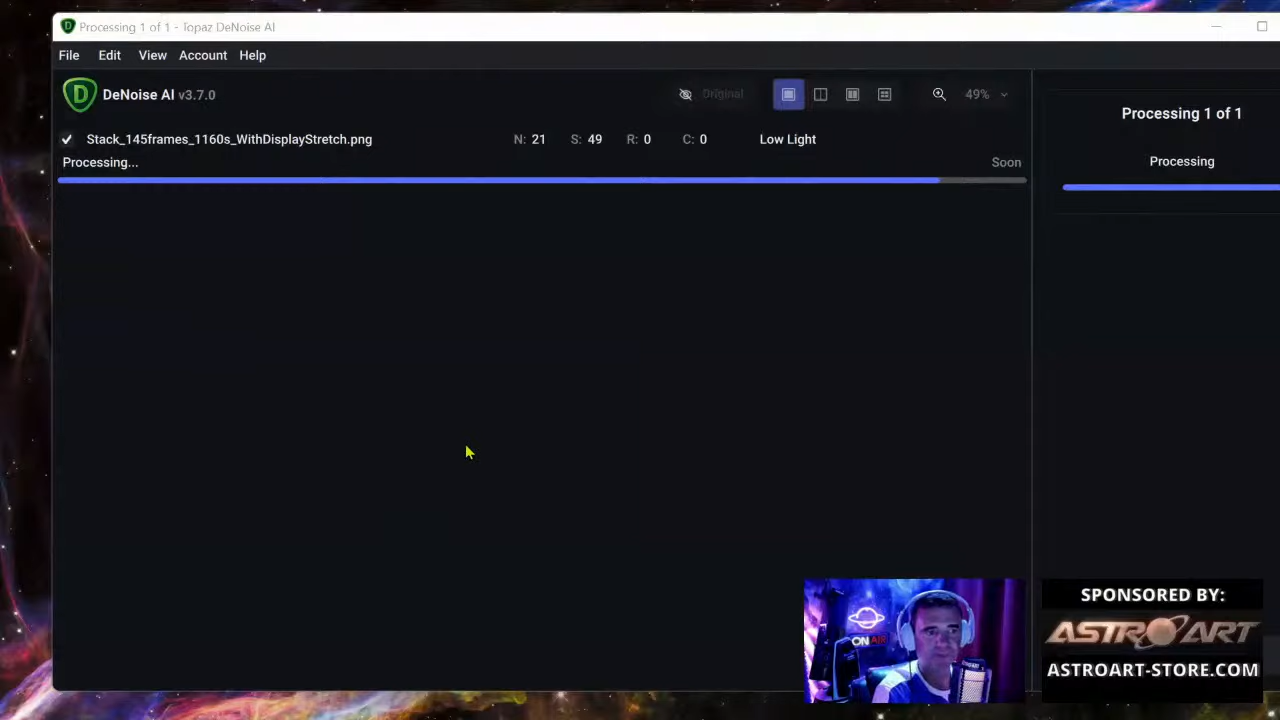 Processing 1 of 1 - Topaz DeNoise AI
File Edit View Account Help
DeNoise AI v3.7.0
Original
49%
Stack_145frames_1160s_WithDisplayStretch.png N: 21 S: 49 R: 0 C: 0 Low Light
Processing...
Soon
Processing 1 of 1
Processing
ON AIR
SPONSORED BY:
ASTROART
ASTROART-STORE.COM